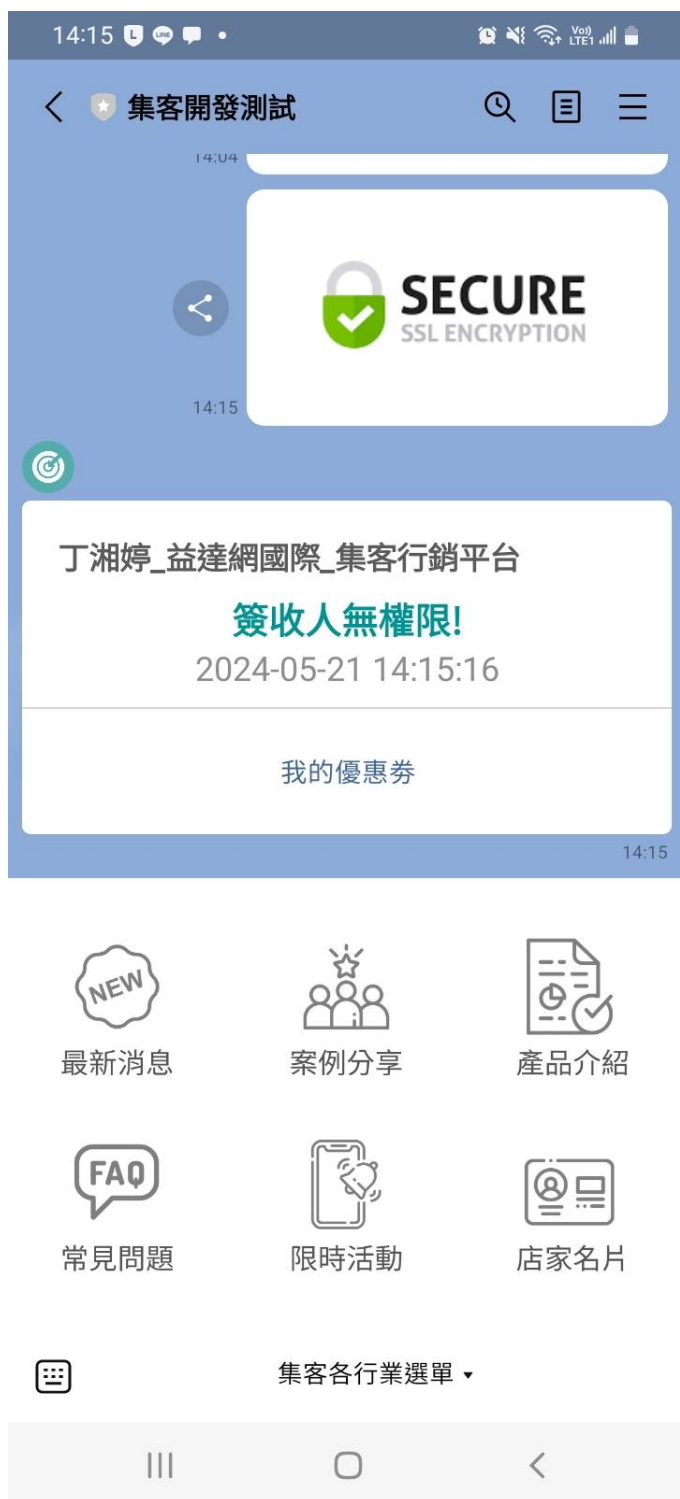 14:15
Vo))
LTE1
集客開發測試
14:04
SECURE
SSL ENCRYPTION
14:15
丁湘婷_益達網國際_集客行銷平台
簽收人無權限!
2024-05-21 14:15:16
我的優惠劵
14:15
NEW
最新消息
案例分享
產品介紹
FAQ
常見問題
限時活動
店家名片
集客各行業選單